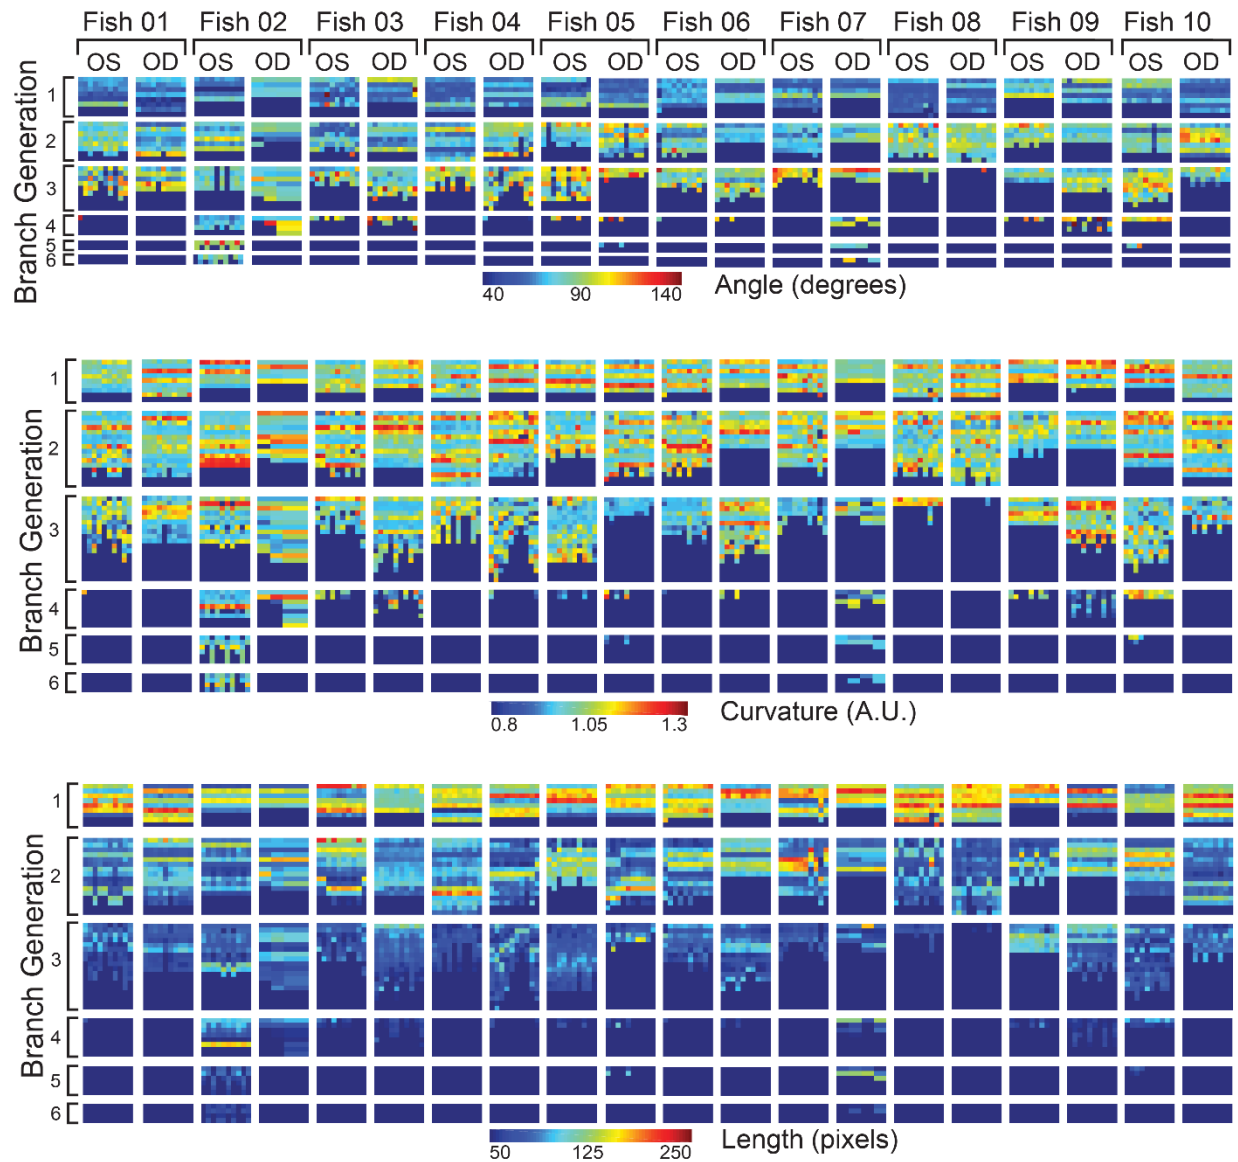 Fish 01 Fish 02 Fish 03 Fish 04 Fish 05 Fish 06 Fish 07 Fish 08 Fish 09 Fish 10
OS OD OS OD OS OD OS OD OS OD OS OD OS OD OS OD OS OD OS OD
Branch Generation
1
2
3
4
5
6
40 90 140 Angle (degrees)
Branch Generation
1
2
3
4
5
6
0.8 1.05 1.3 Curvature (A.U.)
Branch Generation
1
2
3
4
5
6
50 125 250 Length (pixels)